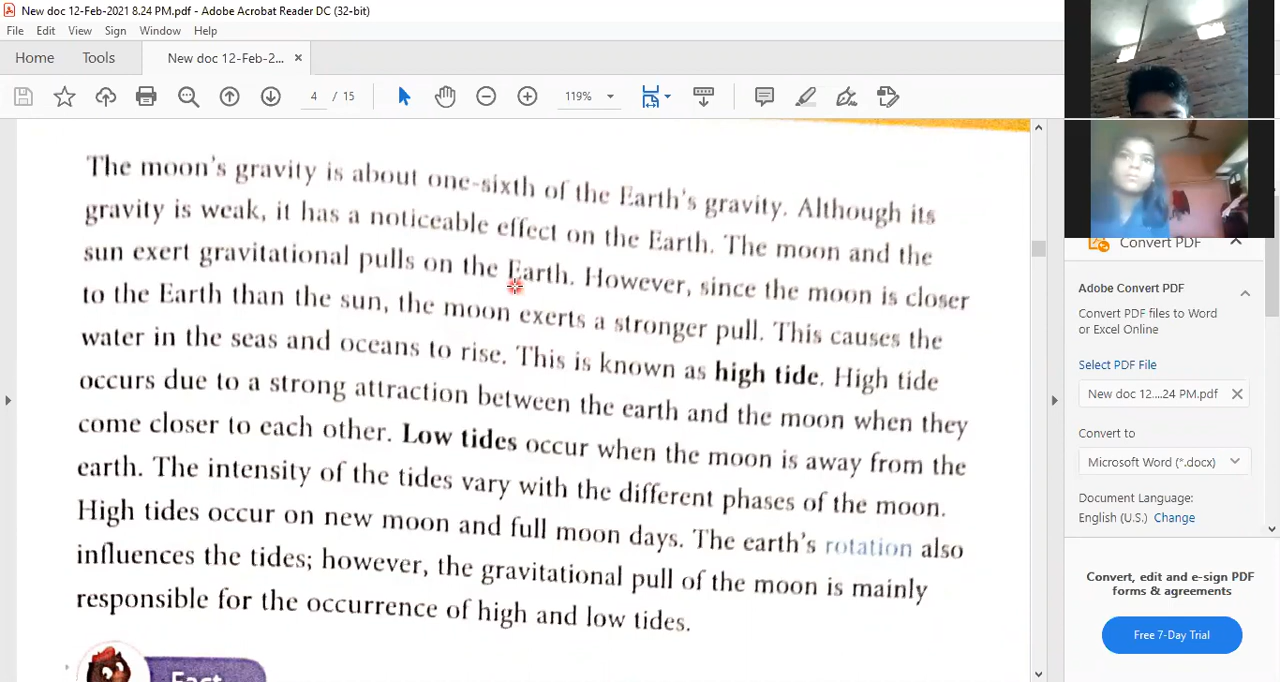 New doc 12-Feb-2021 8.24 PM.pdf - Adobe Acrobat Reader DC (32-bit)
File Edit View Sign Window Help
Home Tools New doc 12-Feb-2... ×
4 / 15 119%
The moon's gravity is about one-sixth of the Earth's gravity. Although its
gravity is weak, it has a noticeable effect on the Earth. The moon and the
sun exert gravitational pulls on the Earth. However, since the moon is closer
to the Earth than the sun, the moon exerts a stronger pull. This causes the
water in the seas and oceans to rise. This is known as high tide. High tide
occurs due to a strong attraction between the earth and the moon when they
come closer to each other. Low tides occur when the moon is away from the
earth. The intensity of the tides vary with the different phases of the moon.
High tides occur on new moon and full moon days. The earth's rotation also
influences the tides; however, the gravitational pull of the moon is mainly
responsible for the occurrence of high and low tides.
Fact
Convert PDF
Adobe Convert PDF
Convert PDF files to Word
or Excel Online
Select PDF File
New doc 12....24 PM.pdf
Convert to
Microsoft Word (*.docx)
Document Language:
English (U.S.) Change
Convert, edit and e-sign PDF
forms & agreements
Free 7-Day Trial